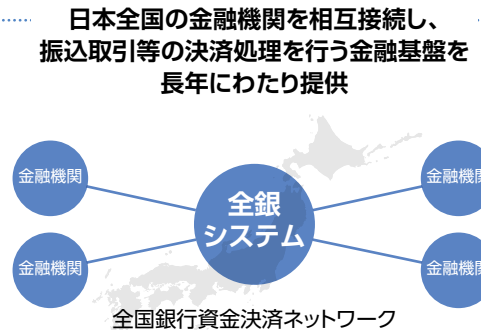 日本全国の金融機関を相互接続し、
振込取引等の決済処理を行う金融基盤を
長年にわたり提供
金融機関
金融機関
全銀
システム
金融機関
金融機関
全国銀行資金決済ネットワーク